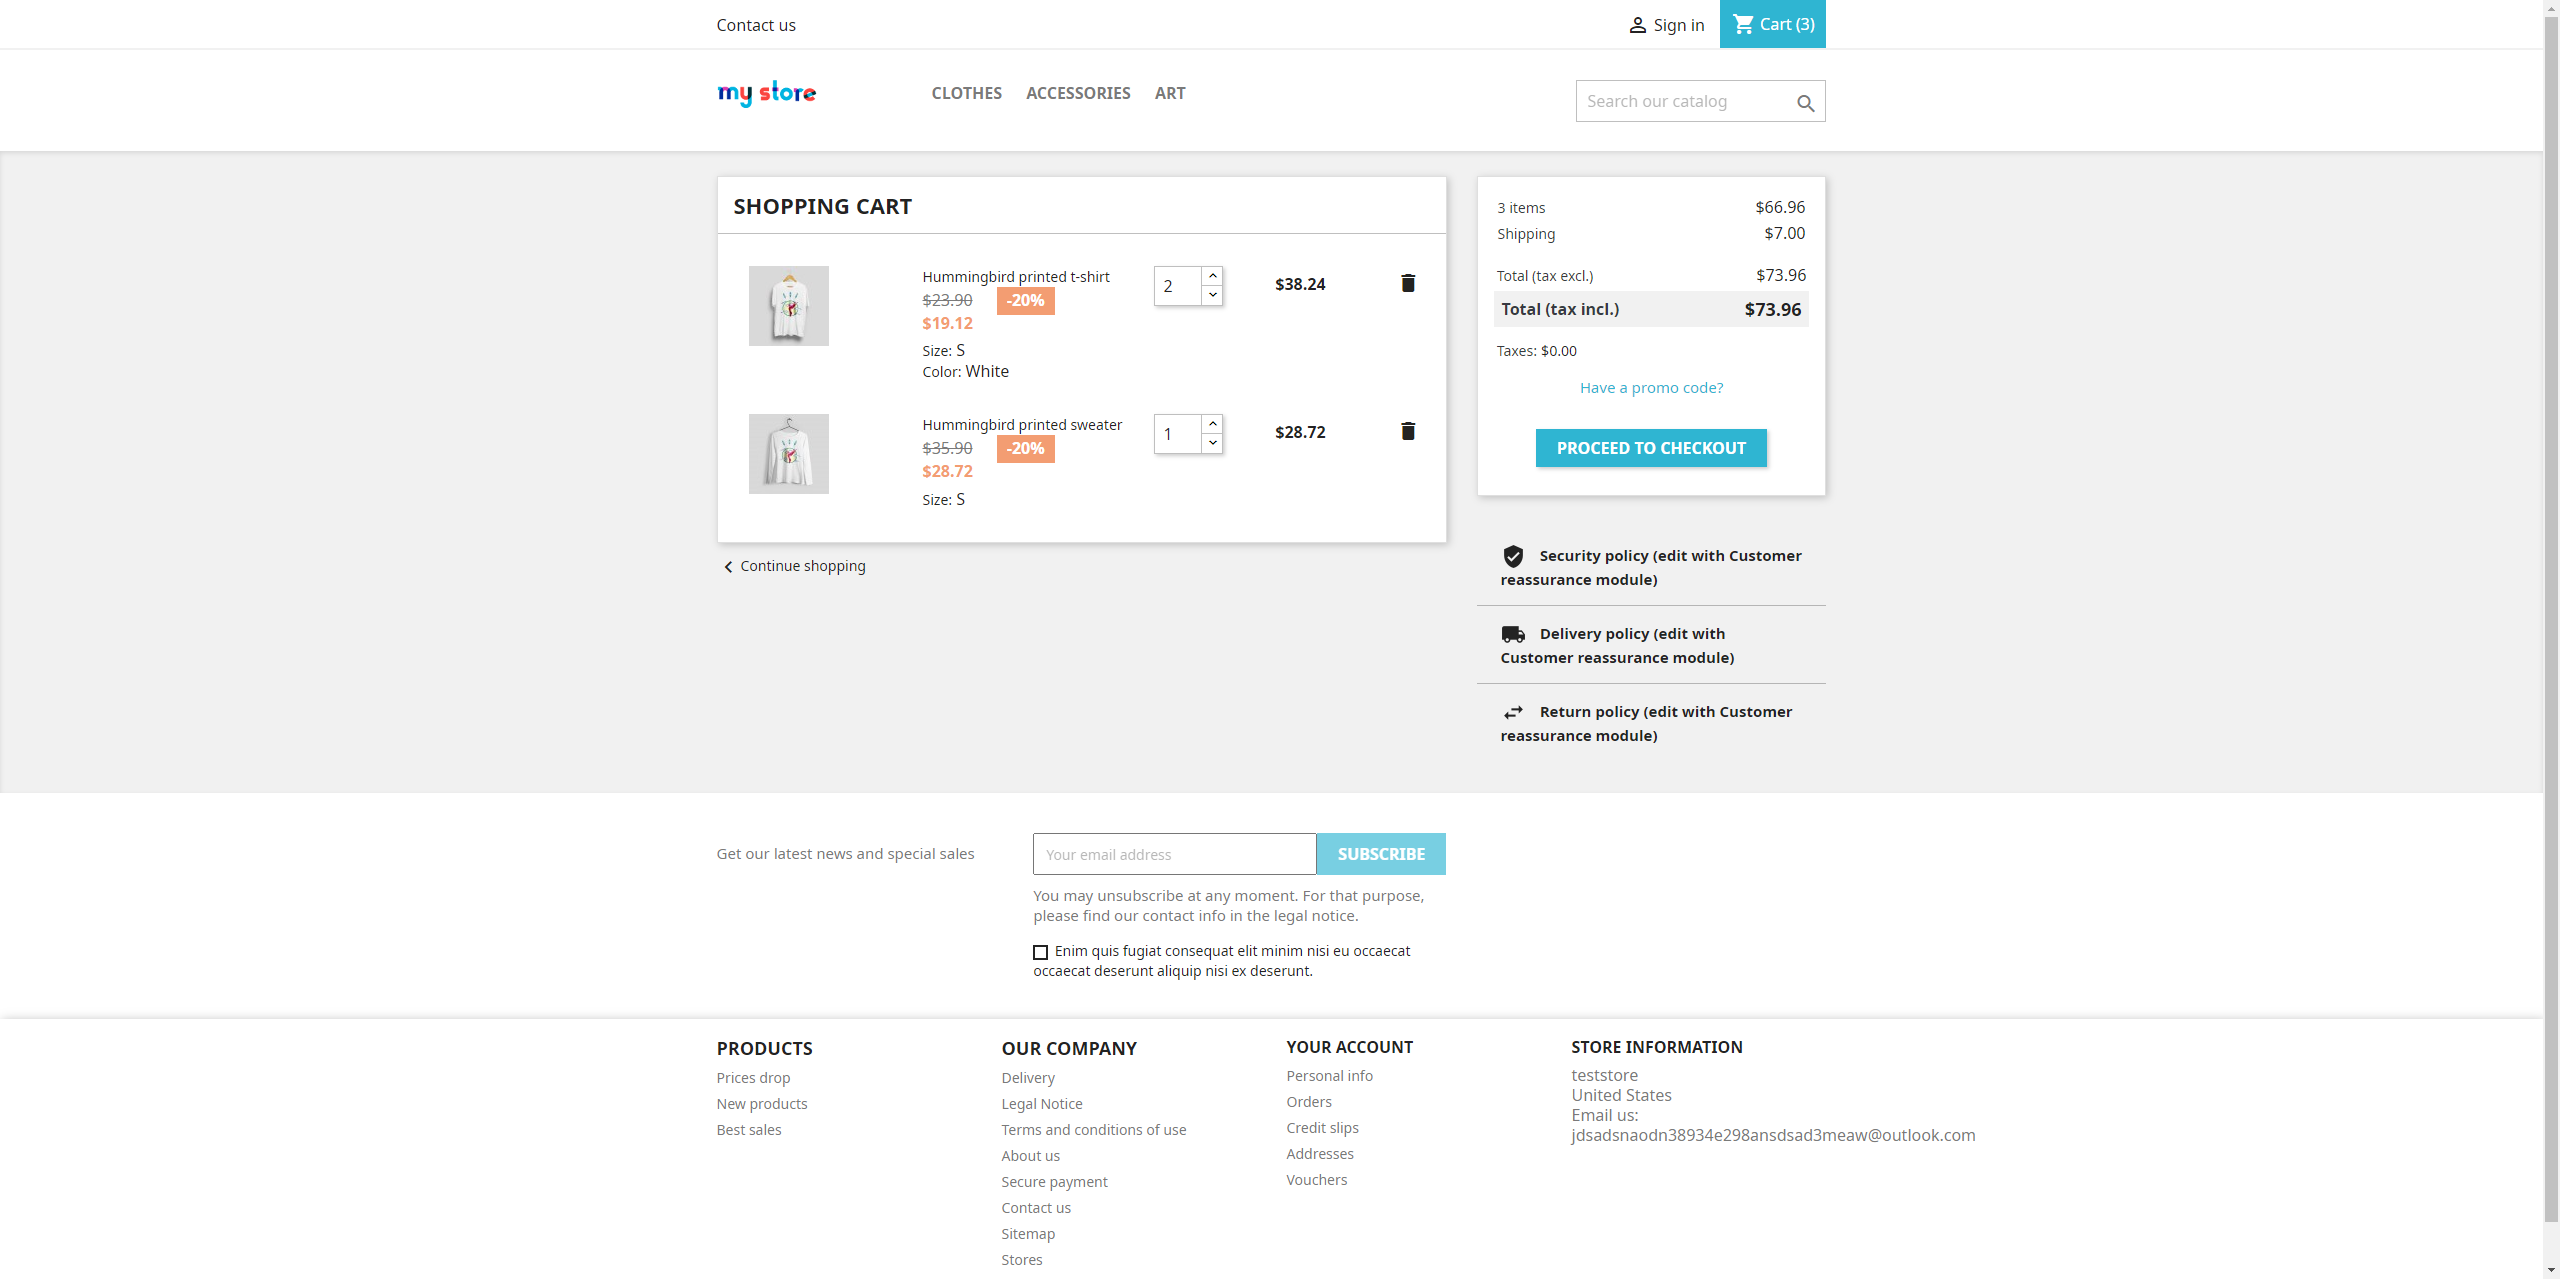 Contact us
Sign in
Cart (3)
my store
CLOTHES
ACCESSORIES
ART
Search our catalog
SHOPPING CART
Hummingbird printed t-shirt
$23.90 -20%
$19.12
Size: S
Color: White
2
$38.24
Hummingbird printed sweater
$35.90 -20%
$28.72
Size: S
1
$28.72
Continue shopping
3 items $66.96
Shipping $7.00
Total (tax excl.) $73.96
Total (tax incl.) $73.96
Taxes: $0.00
Have a promo code?
PROCEED TO CHECKOUT
Security policy (edit with Customer
reassurance module)
Delivery policy (edit with
Customer reassurance module)
Return policy (edit with Customer
reassurance module)
Get our latest news and special sales
Your email address
SUBSCRIBE
You may unsubscribe at any moment. For that purpose,
please find our contact info in the legal notice.
Enim quis fugiat consequat elit minim nisi eu occaecat
occaecat deserunt aliquip nisi ex deserunt.
PRODUCTS
Prices drop
New products
Best sales
OUR COMPANY
Delivery
Legal Notice
Terms and conditions of use
About us
Secure payment
Contact us
Sitemap
Stores
YOUR ACCOUNT
Personal info
Orders
Credit slips
Addresses
Vouchers
STORE INFORMATION
teststore
United States
Email us:
jdsadsnaodn38934e298ansdsad3meaw@outlook.com